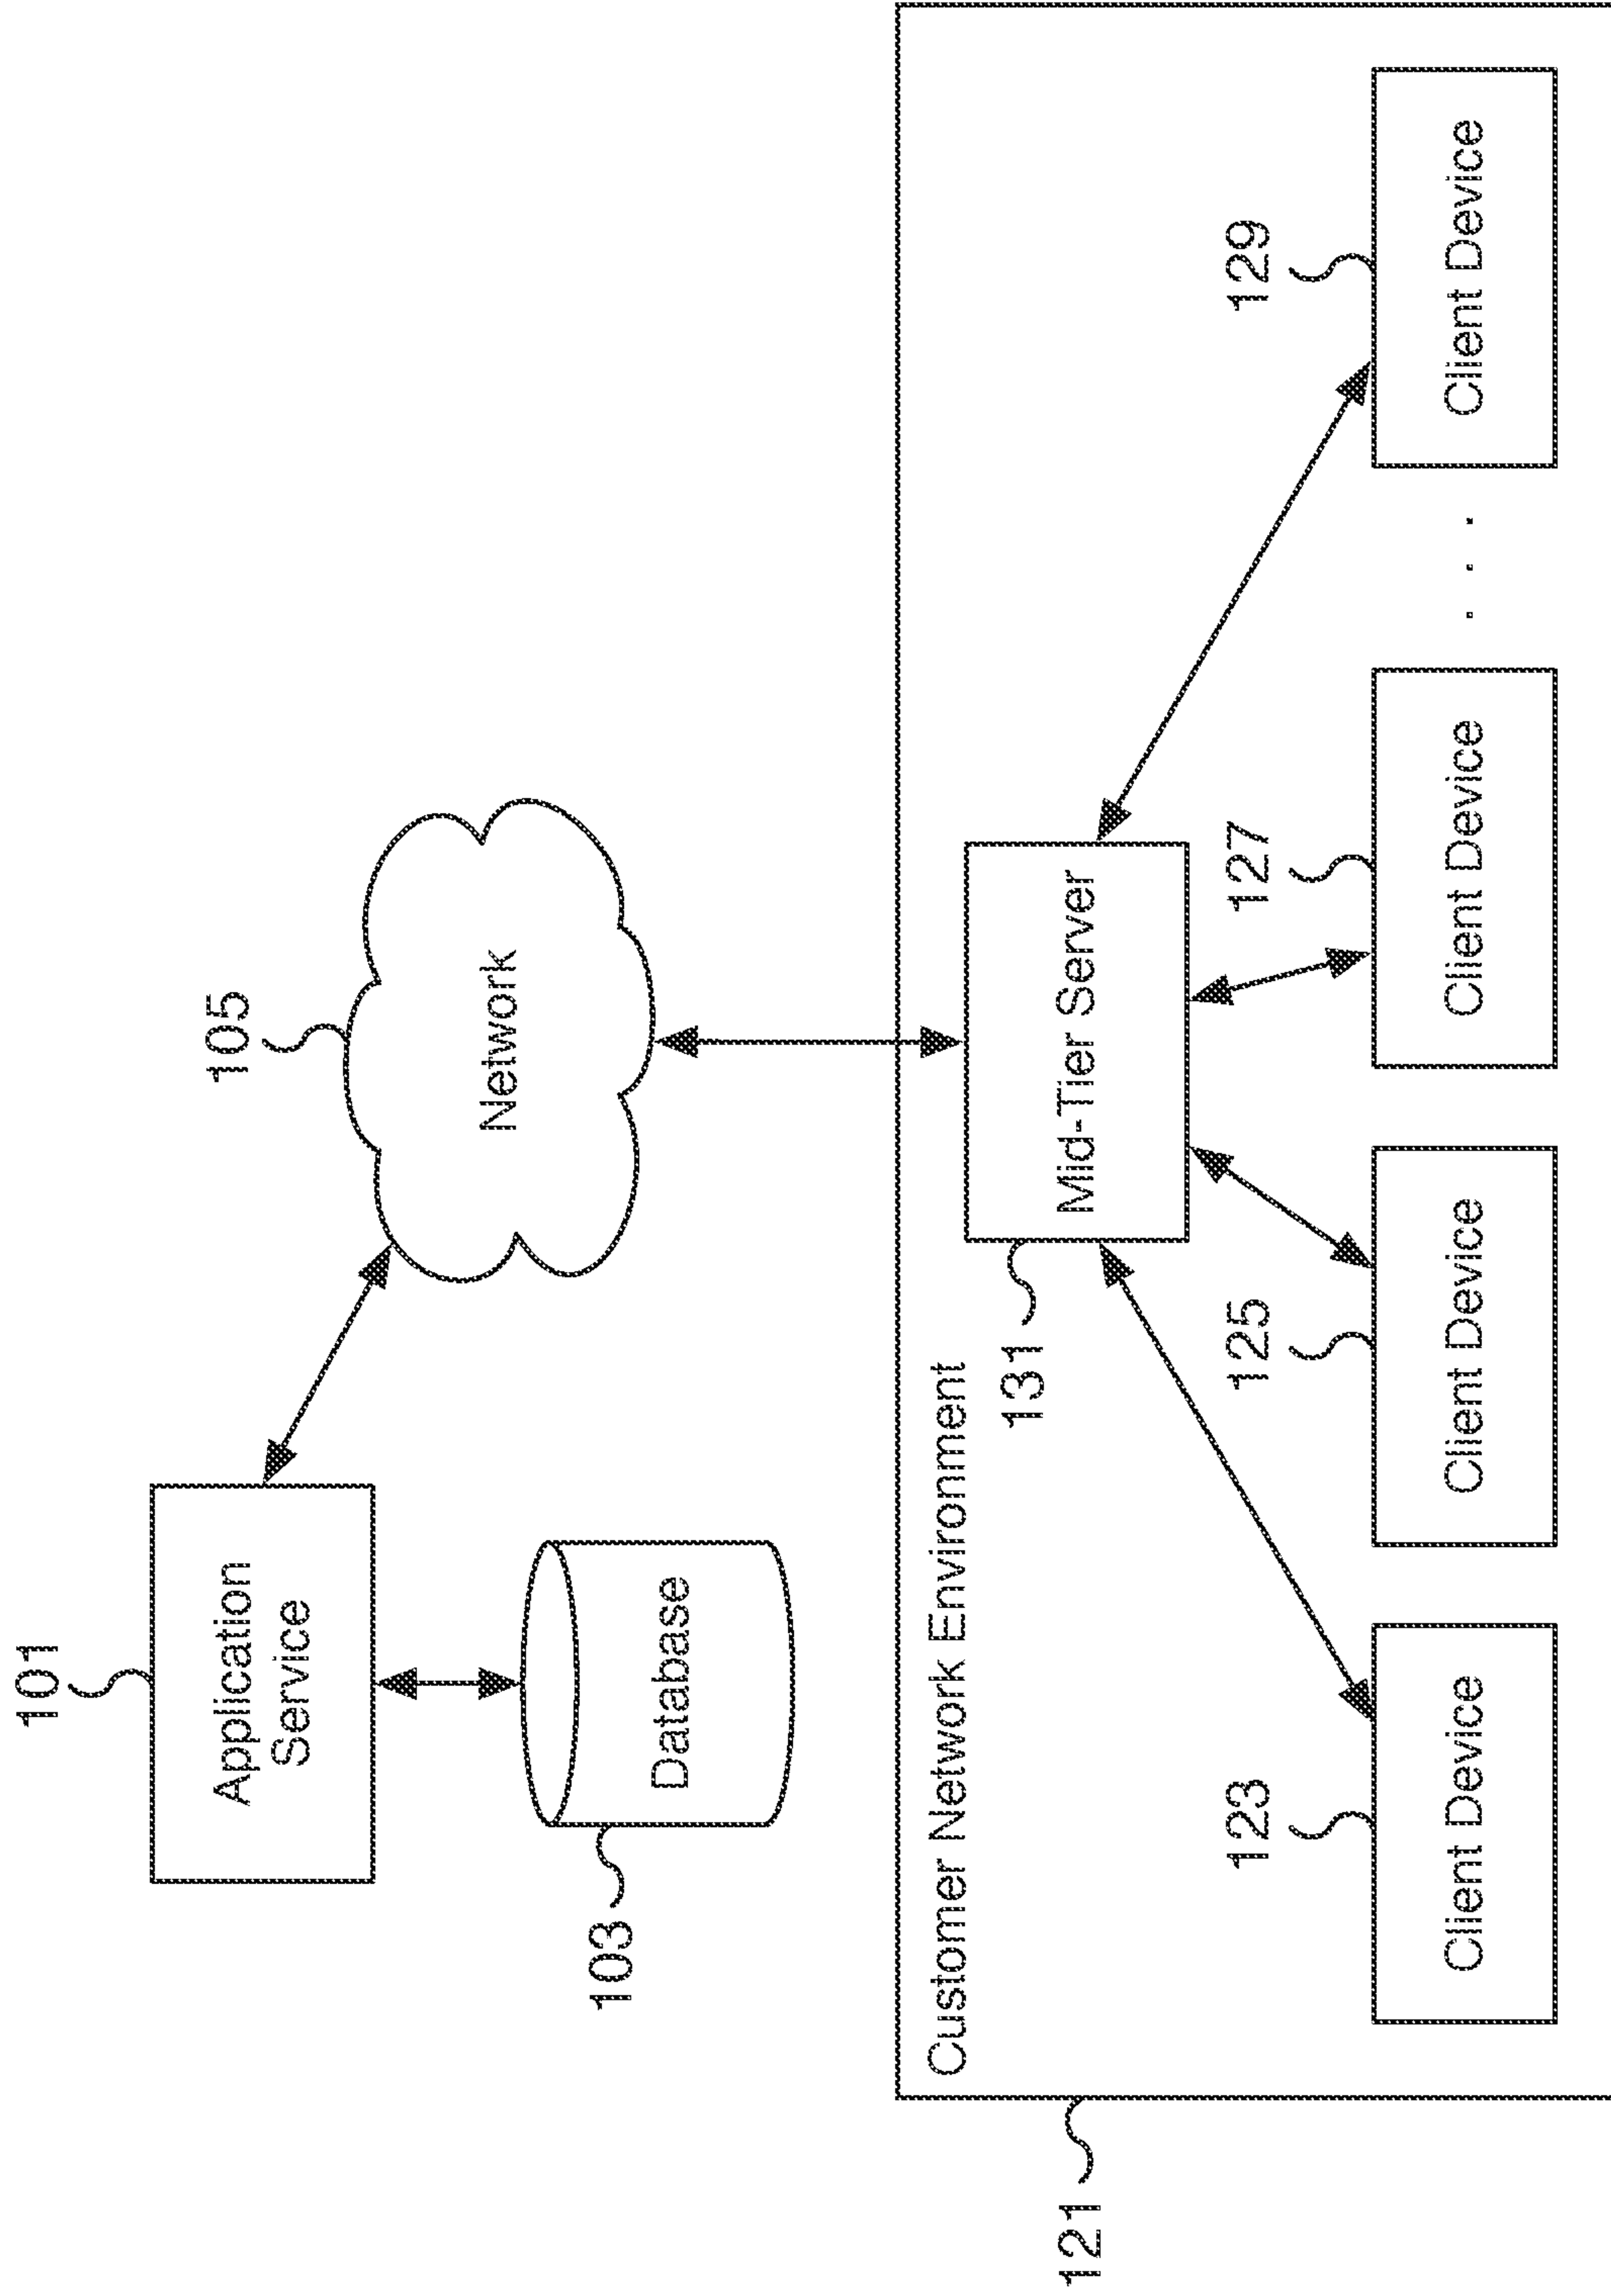 101
Application
Service
105
Network
Database
103
Customer Network Environment
121
131
Mid-Tier Server
123
125
127
129
Client Device
Client Device
Client Device
. . .
Client Device